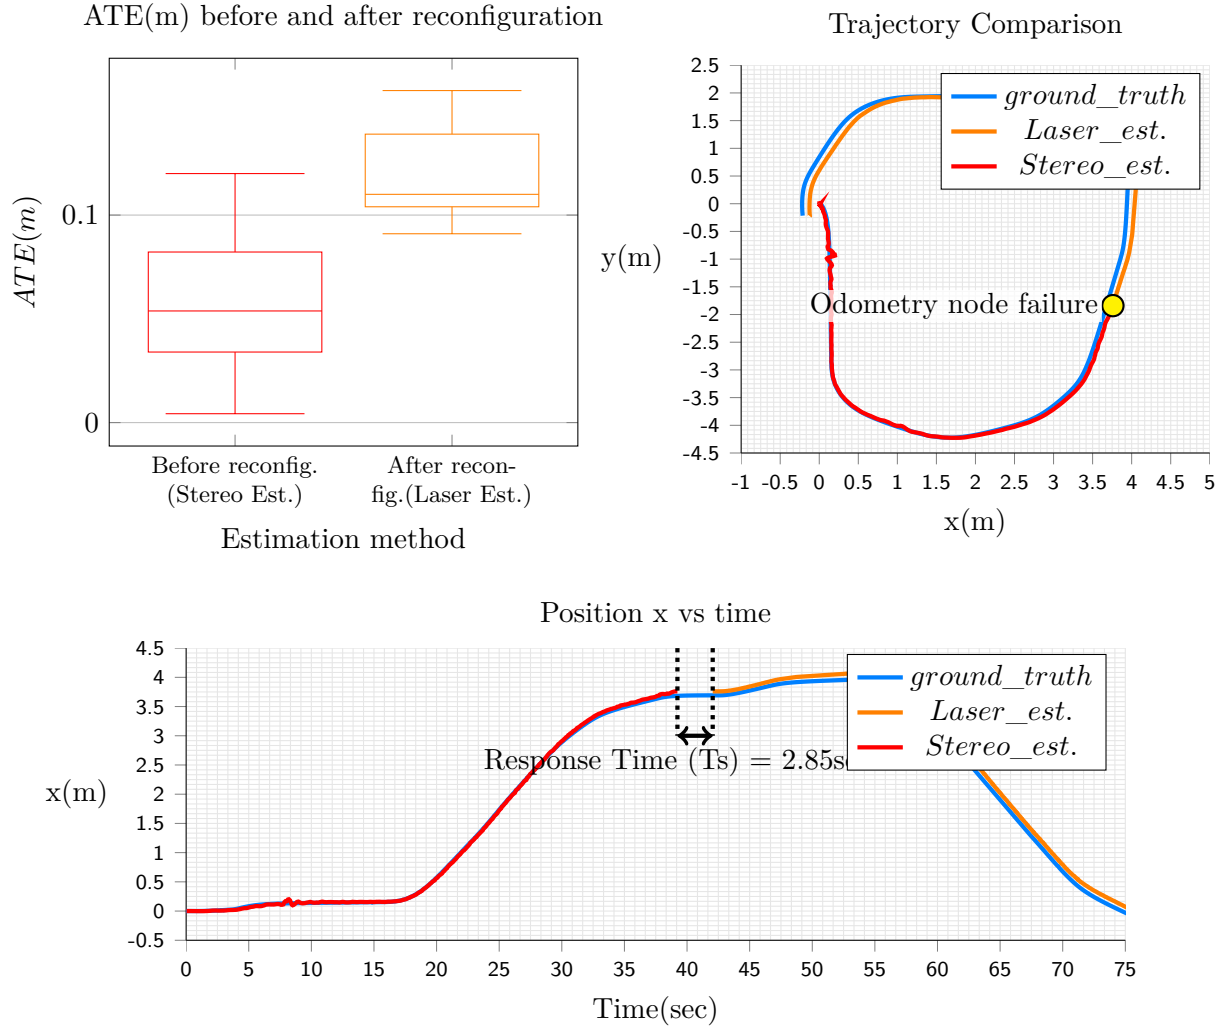 ATE(m) before and after reconfiguration
ATE(m)
0.1
0
Before reconfig.
(Stereo Est.)
After recon-
fig.(Laser Est.)
Estimation method
Trajectory Comparison
y(m)
2.5
2
1.5
1
0.5
0
-0.5
-1
-1.5
-2
-2.5
-3
-3.5
-4
-4.5
ground_truth
Laser_est.
Stereo_est.
Odometry node failure
-1 -0.5 0 0.5 1 1.5 2 2.5 3 3.5 4 4.5 5
x(m)
Position x vs time
x(m)
4.5
4
3.5
3
2.5
2
1.5
1
0.5
0
-0.5
ground_truth
Laser_est.
Stereo_est.
Response Time (Ts) = 2.85s
0 5 10 15 20 25 30 35 40 45 50 55 60 65 70 75
Time(sec)